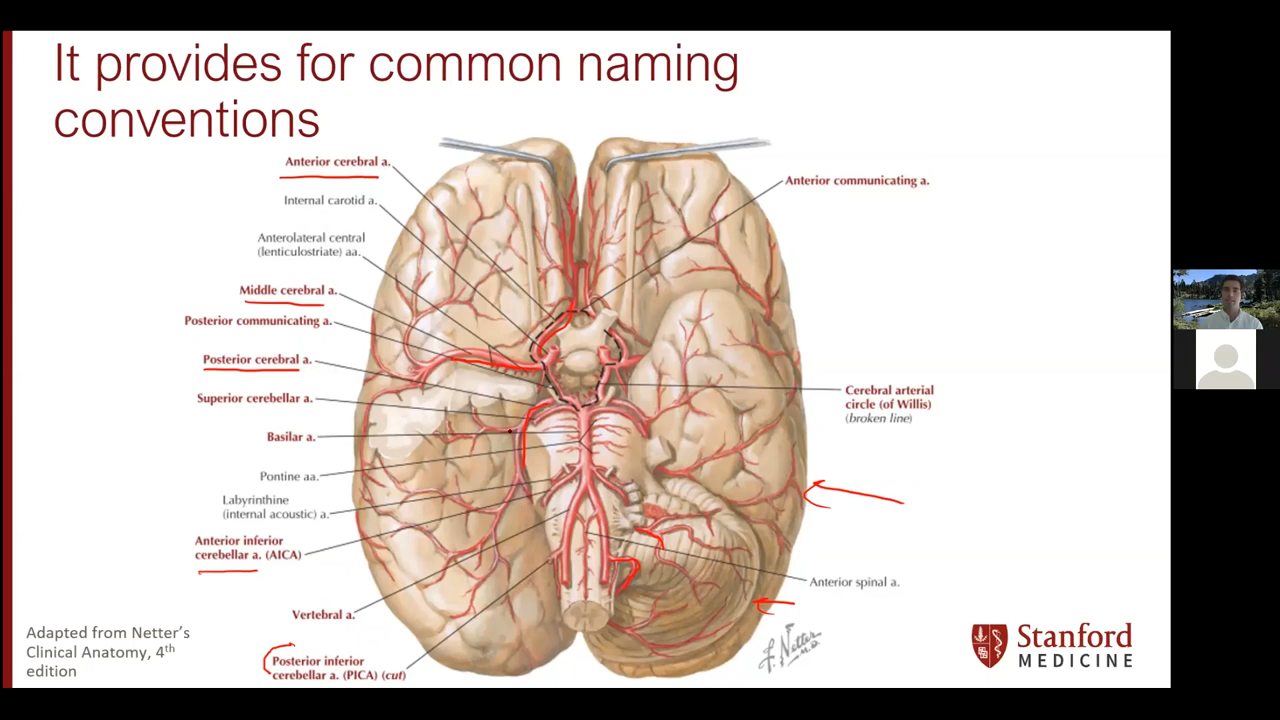 It provides for common naming
conventions
Anterior cerebral a.
Internal carotid a.
Anterolateral central
(lenticulostriate) aa.
Middle cerebral a.
Posterior communicating a.
Posterior cerebral a.
Superior cerebellar a.
Basilar a.
Pontine aa.
Labyrinthine
(internal acoustic) a.
Anterior inferior
cerebellar a. (AICA)
Vertebral a.
Posterior inferior
cerebellar a. (PICA) (cut)
Anterior communicating a.
Cerebral arterial
circle (of Willis)
(broken line)
Anterior spinal a.
F. Netter
M.D.
Adapted from Netter's
Clinical Anatomy, 4th
edition
Stanford
MEDICINE